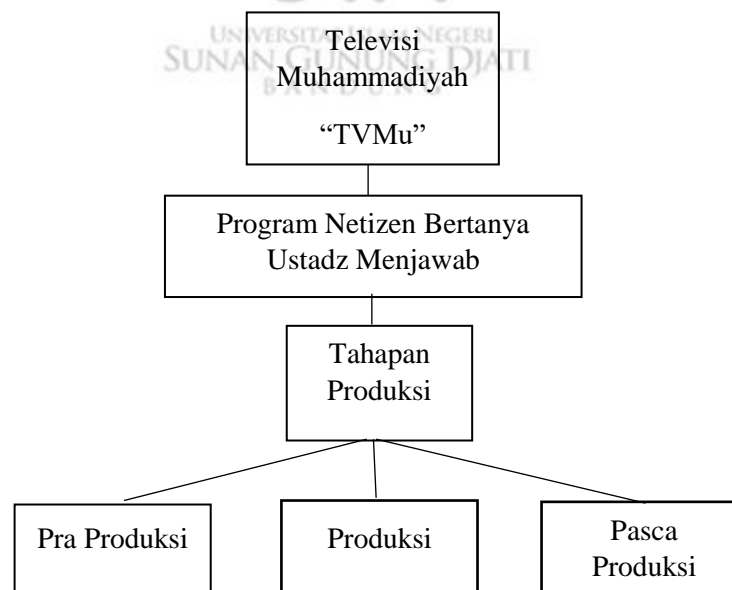 UNIVERSITAS ISLAM NEGERI
SUNAN GUNUNG DJATI
BANDUNG
Televisi
Muhammadiyah
“TVMu”
Program Netizen Bertanya
Ustadz Menjawab
Tahapan
Produksi
Pra Produksi
Produksi
Pasca
Produksi